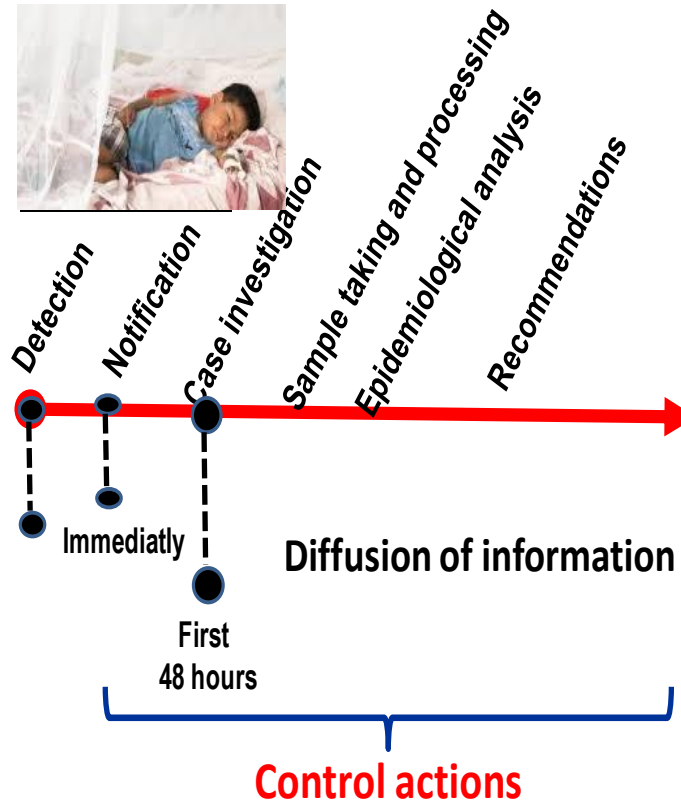 Detection
Notification
Case investigation
Sample taking and processing
Epidemiological analysis
Recommendations
Immediatly
Diffusion of information
First
48 hours
Control actions